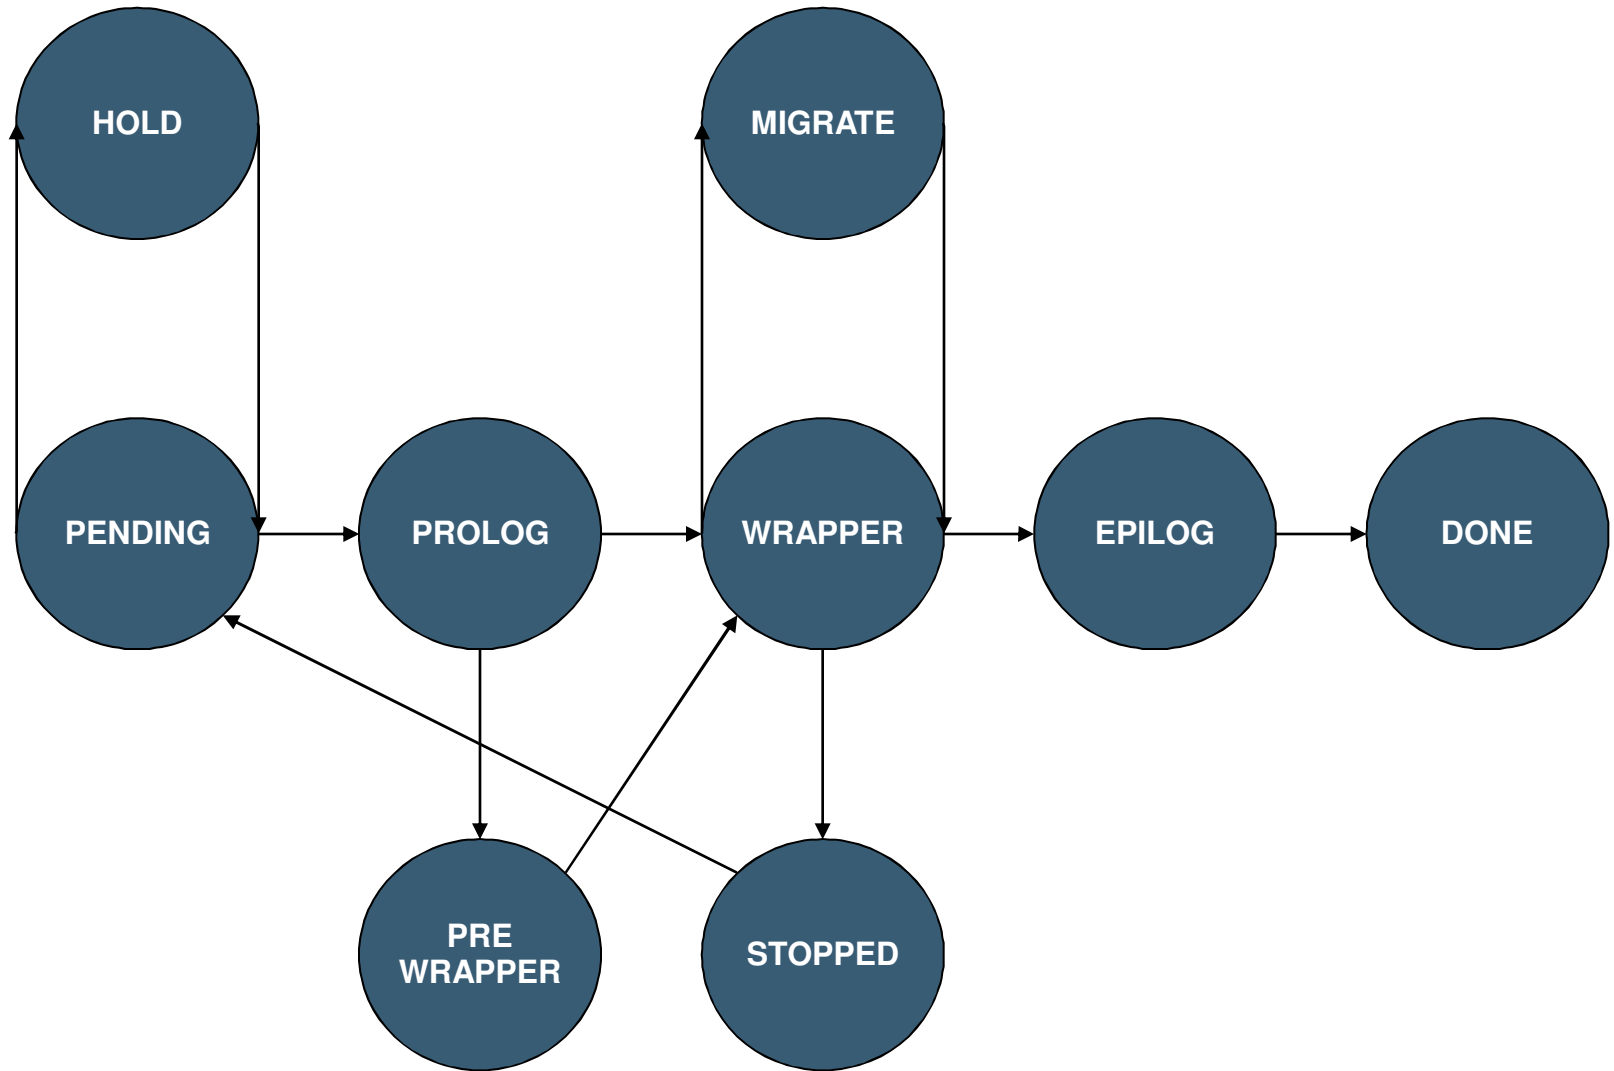 HOLD
MIGRATE
PENDING
PROLOG
WRAPPER
EPILOG
DONE
PRE
WRAPPER
STOPPED